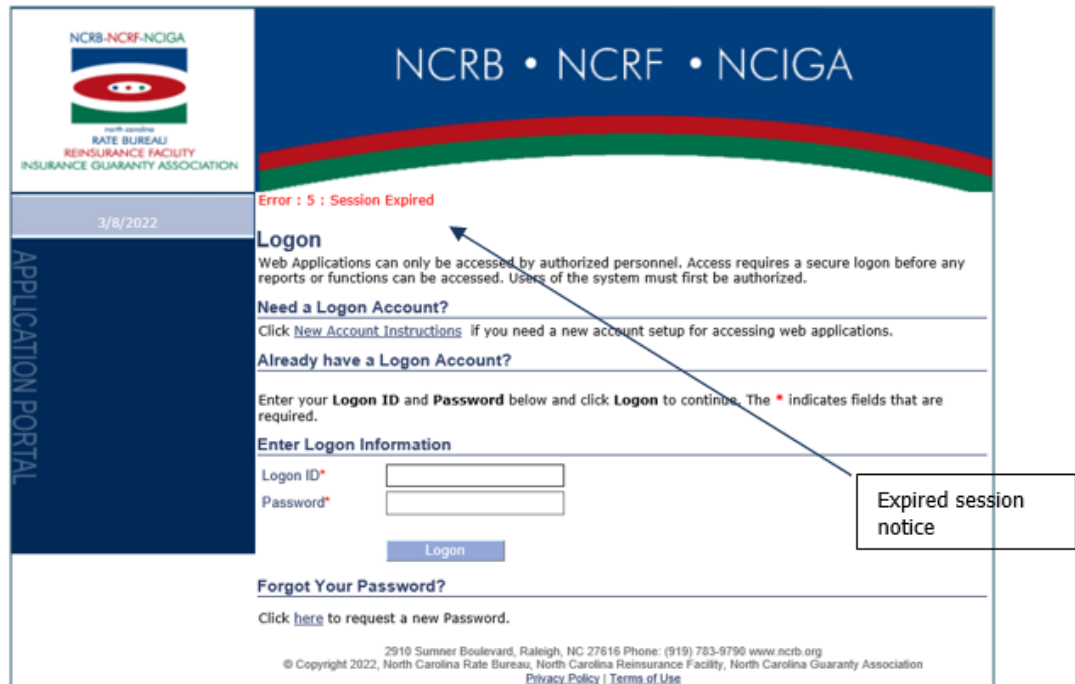 NCRB-NCRF-NCIGA
north carolina
RATE BUREAU
REINSURANCE FACILITY
INSURANCE GUARANTY ASSOCIATION
NCRB • NCRF • NCIGA
3/8/2022
APPLICATION PORTAL
Error : 5 : Session Expired
Logon
Web Applications can only be accessed by authorized personnel. Access requires a secure logon before any
reports or functions can be accessed. Users of the system must first be authorized.
Need a Logon Account?
Click New Account Instructions if you need a new account setup for accessing web applications.
Already have a Logon Account?
Enter your Logon ID and Password below and click Logon to continue. The * indicates fields that are
required.
Enter Logon Information
Logon ID*
Password*
Logon
Expired session
notice
Forgot Your Password?
Click here to request a new Password.
2910 Sumner Boulevard, Raleigh, NC 27616 Phone: (919) 783-9790 www.ncrb.org
© Copyright 2022, North Carolina Rate Bureau, North Carolina Reinsurance Facility, North Carolina Guaranty Association
Privacy Policy | Terms of Use